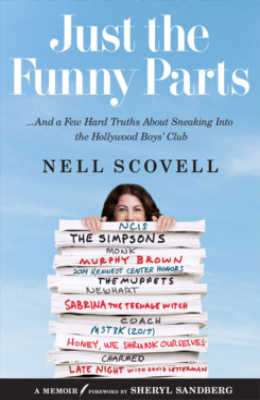 Just the
Funny Parts
...And a Few Hard Truths About Sneaking Into
the Hollywood Boys' Club
NELL SCOVELL
NCIS
THE SIMPSONS
MONK
MURPHY BROWN
2014 KENNEDY CENTER HONORS
THE MUPPETS
NEWHART
SABRINA THE TEENAGE WITCH
COACH
MST3K (2017)
HONEY, WE SHRUNK OURSELVES
CHARMED
LATE NIGHT WITH DAVID LETTERMAN
A MEMOIR / FOREWORD BY SHERYL SANDBERG